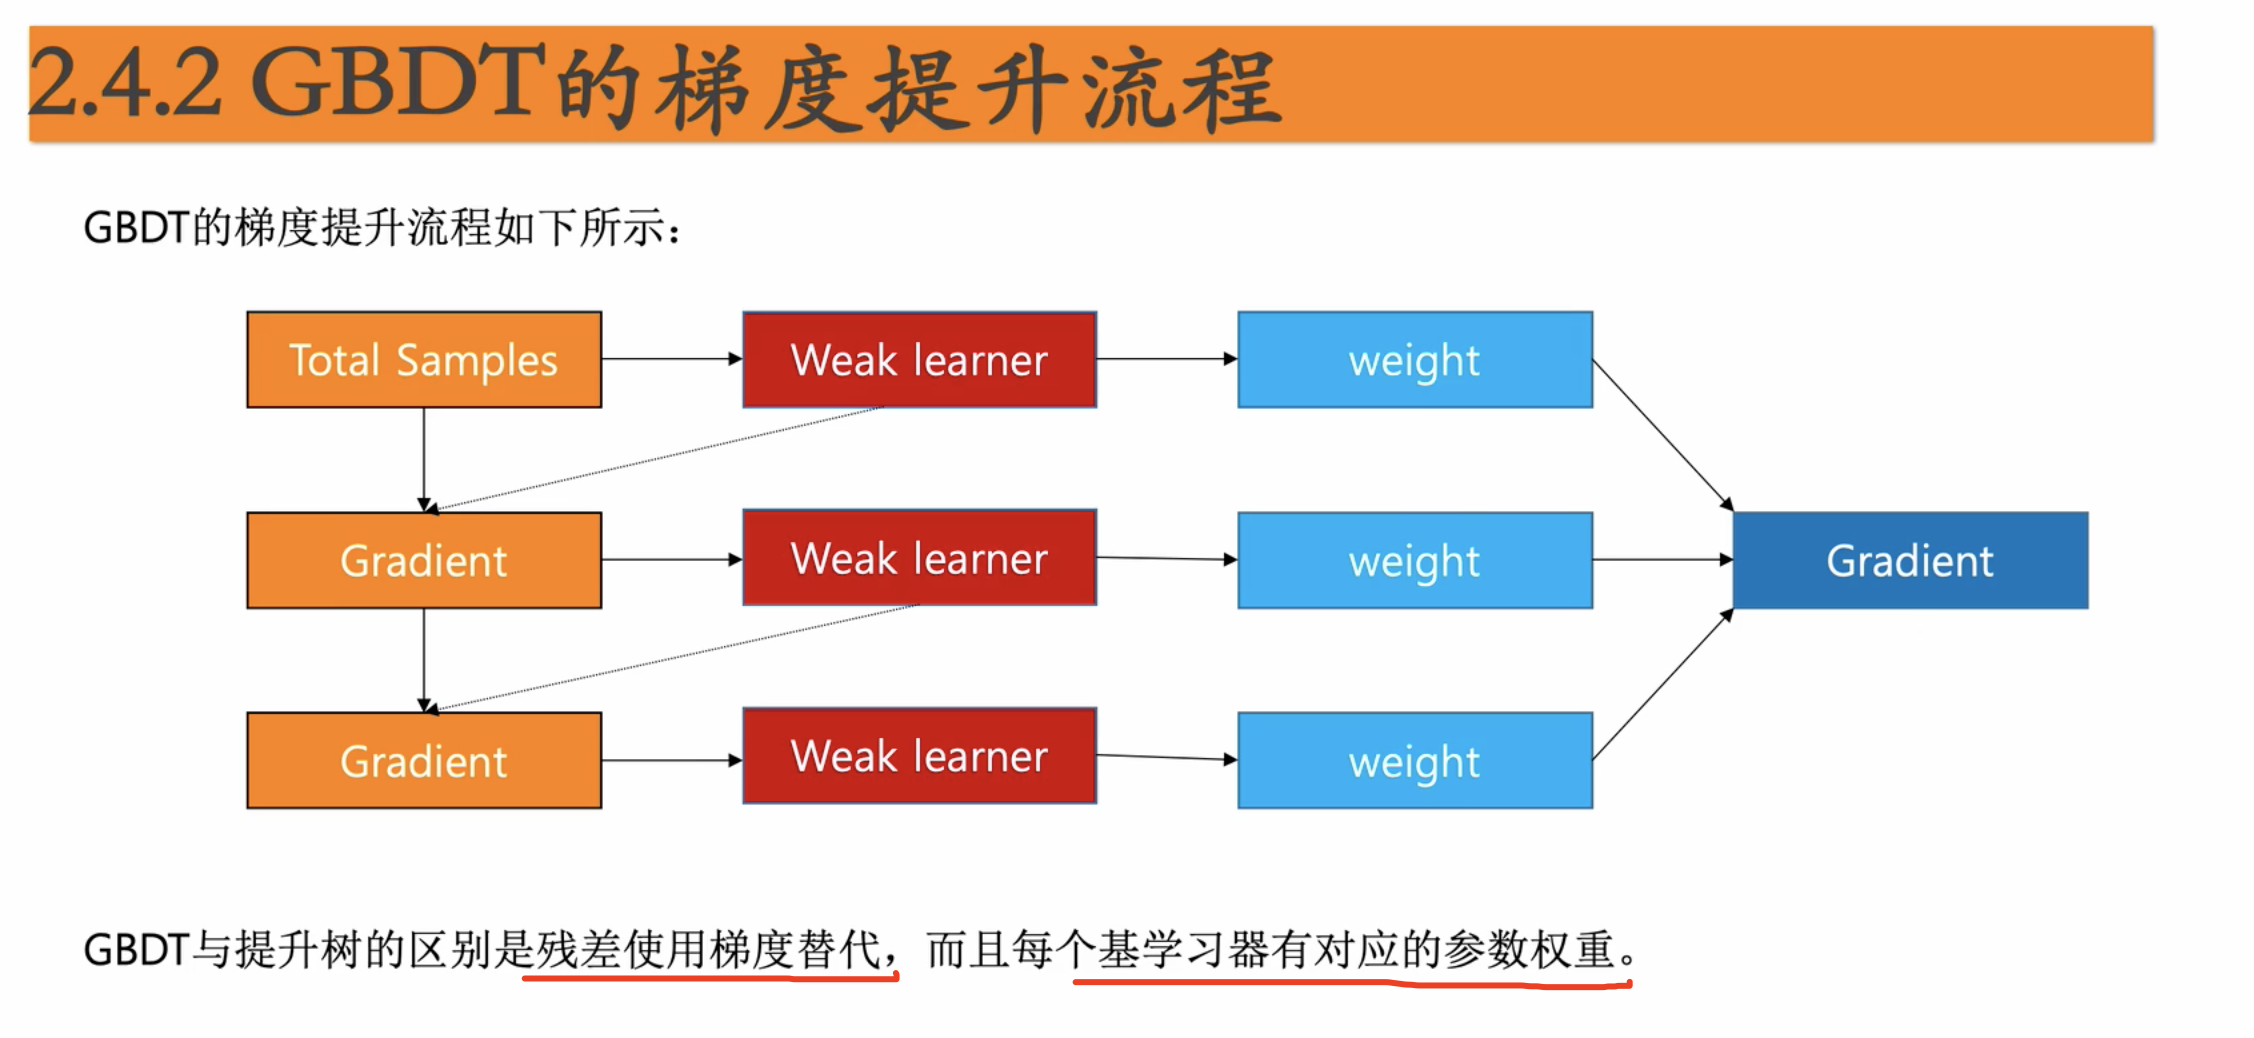 2.4.2 GBDT的梯度提升流程
GBDT的梯度提升流程如下所示：
Total Samples
Weak learner
weight
Gradient
Weak learner
weight
Gradient
Gradient
Weak learner
weight
GBDT与提升树的区别是残差使用梯度替代，而且每个基学习器有对应的参数权重。